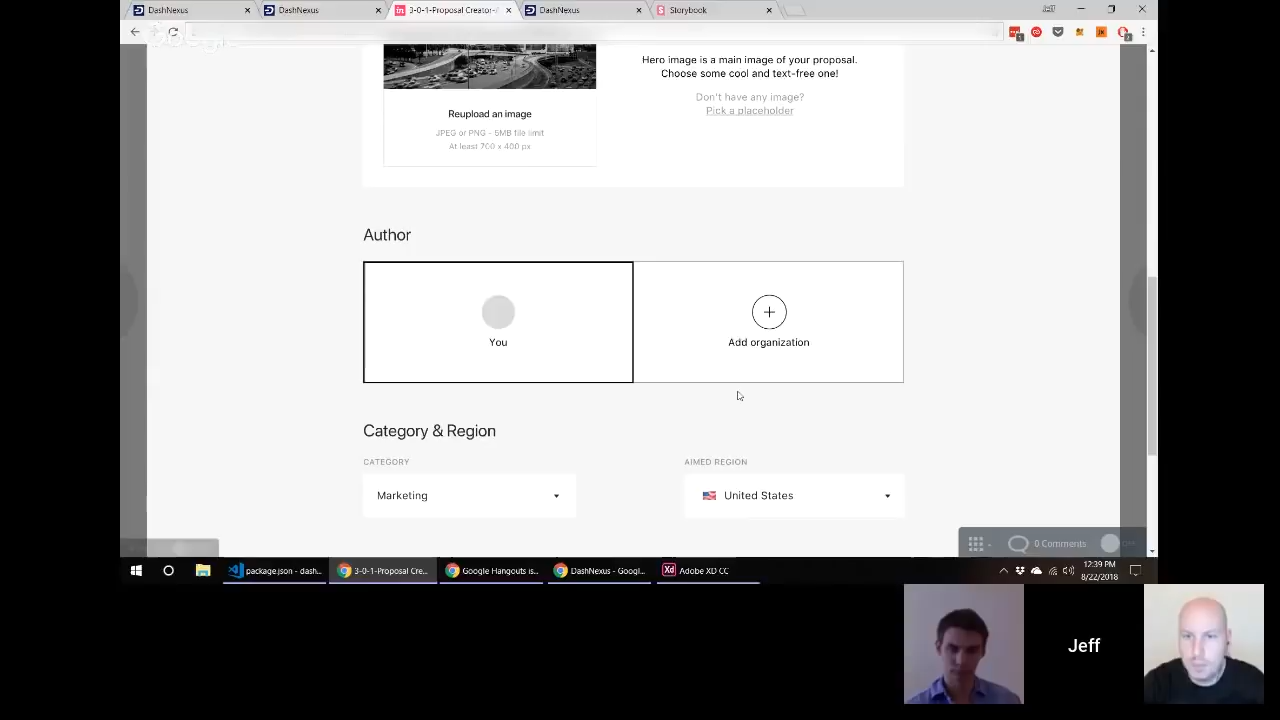 DashNexus
DashNexus
3-0-1-Proposal Creator-/
DashNexus
Storybook
Jeff
Google
Hero image is a main image of your proposal.
Choose some cool and text-free one!
Don't have any image?
Pick a placeholder
Reupload an image
JPEG or PNG - 5MB file limit
At least 700 x 400 px
Author
You
Add organization
Category & Region
CATEGORY
AIMED REGION
Marketing
United States
0 Comments
package.json - dash...
3-0-1-Proposal Cre...
Google Hangouts is...
DashNexus - Googl...
Xd Adobe XD CC
12:39 PM
8/22/2018
Jeff